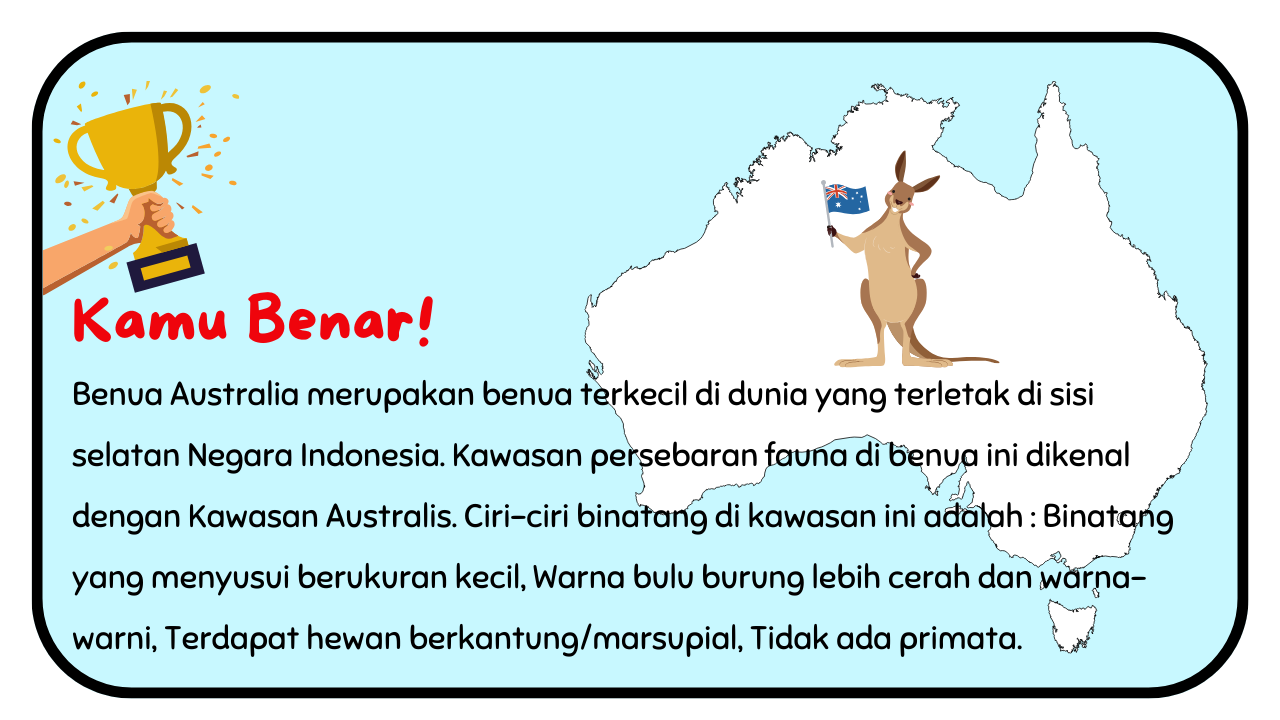 Kamu Benar!
Benua Australia merupakan benua terkecil di dunia yang terletak di sisi
selatan Negara Indonesia. Kawasan persebaran fauna di benua ini dikenal
dengan Kawasan Australis. Ciri-ciri binatang di kawasan ini adalah : Binatang
yang menyusui berukuran kecil, Warna bulu burung lebih cerah dan warna-
warni, Terdapat hewan berkantung/marsupial, Tidak ada primata.